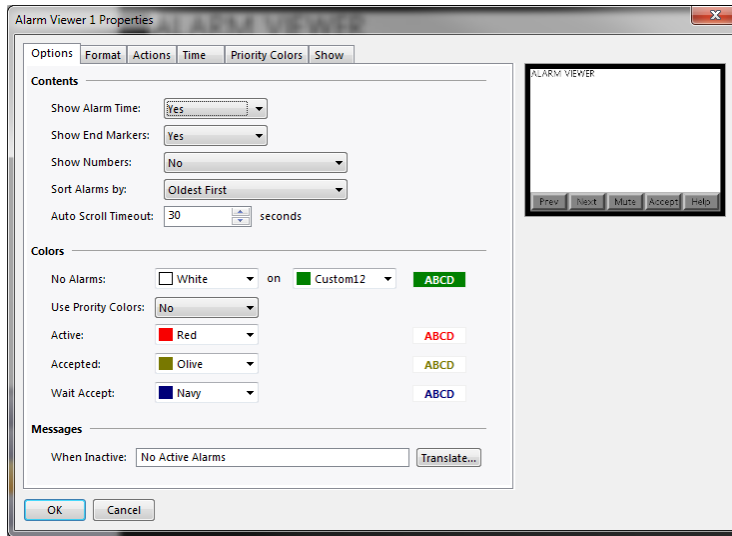 Alarm Viewer 1 Properties
Options Format Actions Time Priority Colors Show
Contents
Show Alarm Time: Yes
Show End Markers: Yes
Show Numbers: No
Sort Alarms by: Oldest First
Auto Scroll Timeout: 30 seconds
Colors
No Alarms: White on Custom12 ABCD
Use Prority Colors: No
Active: Red ABCD
Accepted: Olive ABCD
Wait Accept: Navy ABCD
Messages
When Inactive: No Active Alarms Translate...
OK Cancel
ALARM VIEWER
Prev Next Mute Accept Help